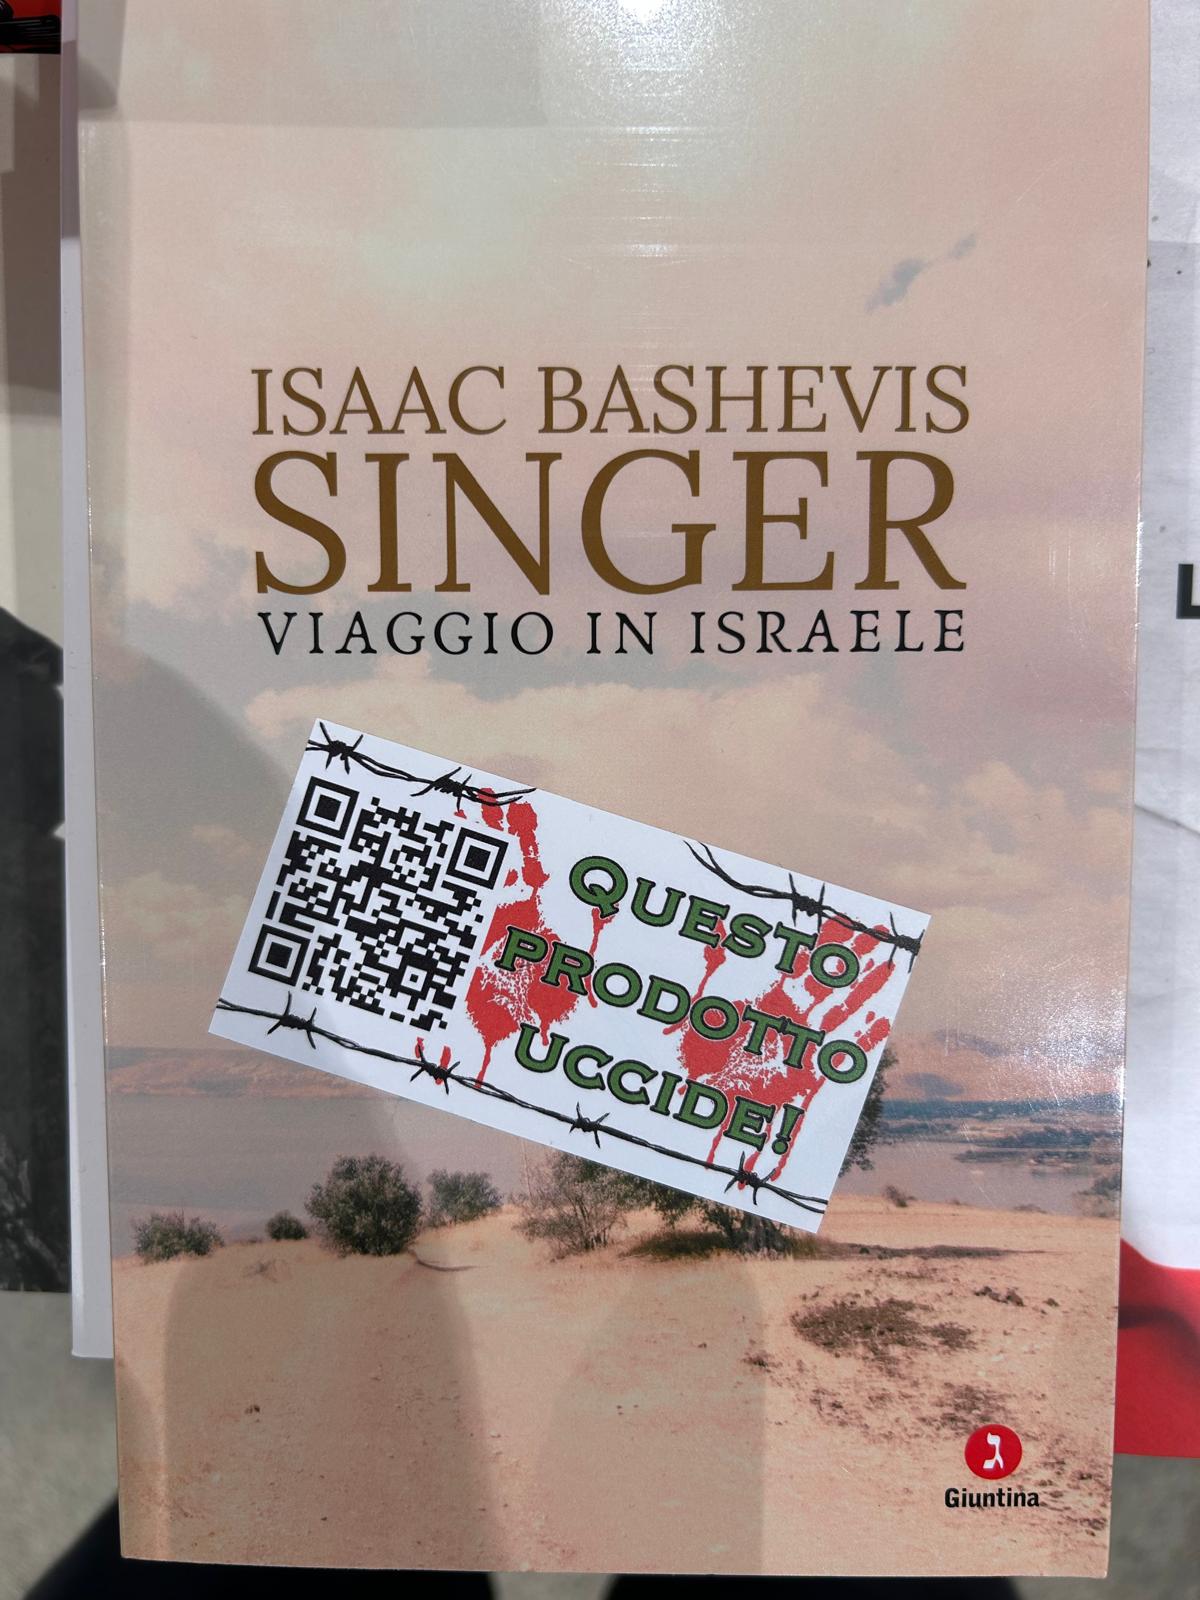 ISAAC BASHEVIS
SINGER
VIAGGIO IN ISRAELE
QUESTO
PRODOTTO
UCCIDE!
L
ג
Giuntina